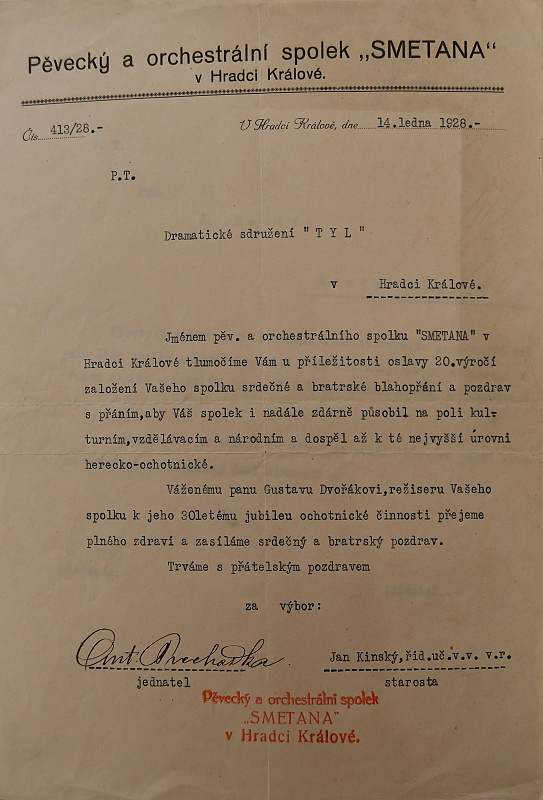 Pěvecký a orchestrální spolek „SMETANA“
v Hradci Králové.
Čís. 413/28.-
V Hradci Králové, dne 14.ledna 1928.-
P.T.
Dramatické sdružení " T Y L "
v Hradci Králové.
Jménem pěv. a orchestrálního spolku "SMETANA" v
Hradci Králové tlumočíme Vám u příležitosti oslavy 20.výročí
založení Vašeho spolku srdečné a bratrské blahopřání a pozdrav
s přáním,aby Váš spolek i nadále zdárně působil na poli kul-
turním,vzdělávacím a národním a dospěl až k té nejvyšší úrovni
herecko-ochotnické.
Váženému panu Gustavu Dvořákovi,režiseru Vašeho
spolku k jeho 30letému jubileu ochotnické činnosti přejeme
plného zdraví a zasíláme srdečný a bratrský pozdrav.
Trváme s přátelským pozdravem
za výbor:
Ant. Procházka.
Jan Kinský,řid.uč.v.v. v.r.
jednatel
starosta
Pěvecký a orchestrální spolek
„SMETANA"
v Hradci Králové.